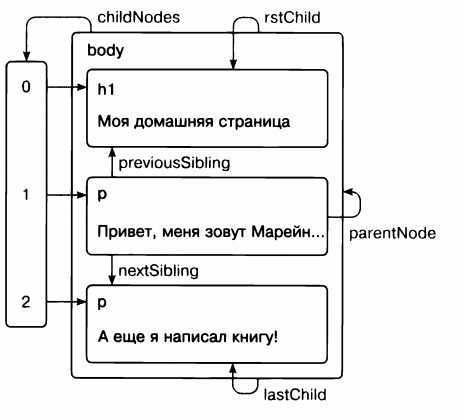 childNodes
rstChild
body
0
h1
Моя домашняя страница
previousSibling
1
p
Привет, меня зовут Марейн...
parentNode
nextSibling
2
p
А еще я написал книгу!
lastChild